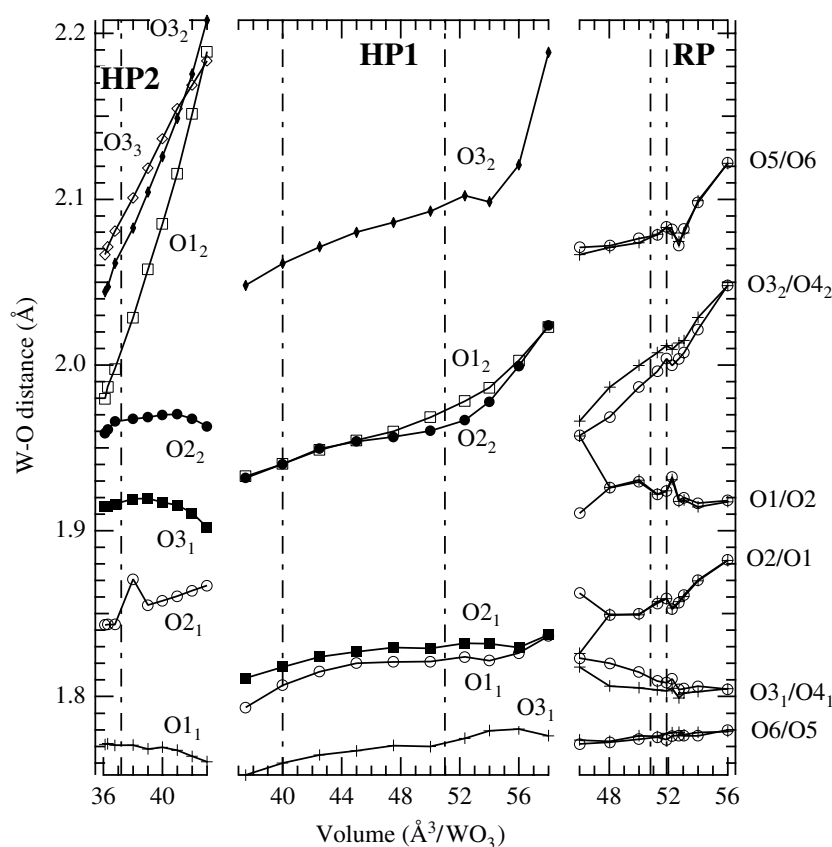 HP2
HP1
RP
2.2
2.1
2.0
1.9
1.8
W-O distance (Å)
O3₂
O3₃
O1₂
O2₂
O3₁
O2₁
O1₁
O3₂
O1₂
O2₂
O2₁
O1₁
O3₁
O5/O6
O3₂/O4₂
O1/O2
O2/O1
O3₁/O4₁
O6/O5
36 40 40 44 48 52 56 48 52 56
Volume (Å³/WO₃)